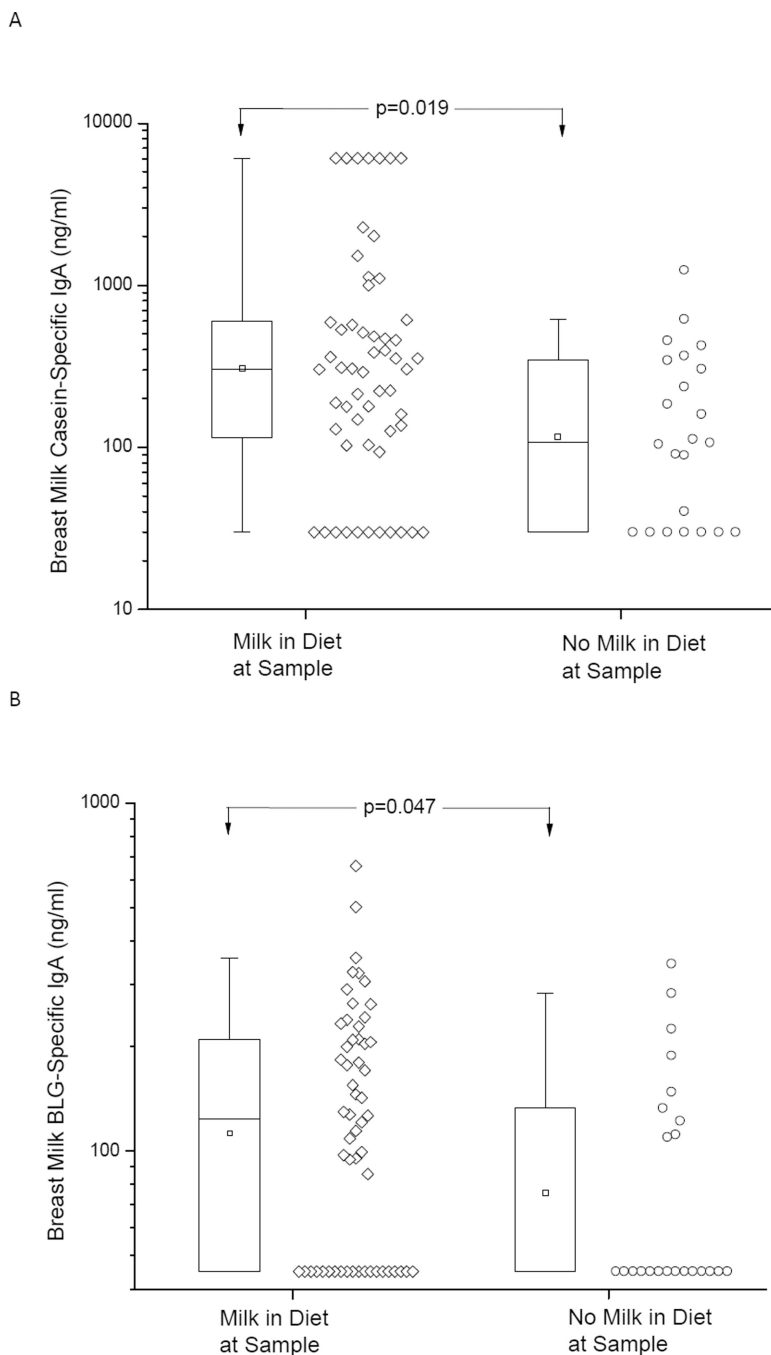 A
p=0.019
10000
1000
100
10
Breast Milk Casein-Specific IgA (ng/ml)
Milk in Diet
at Sample
No Milk in Diet
at Sample
B
p=0.047
1000
100
Breast Milk BLG-Specific IgA (ng/ml)
Milk in Diet
at Sample
No Milk in Diet
at Sample